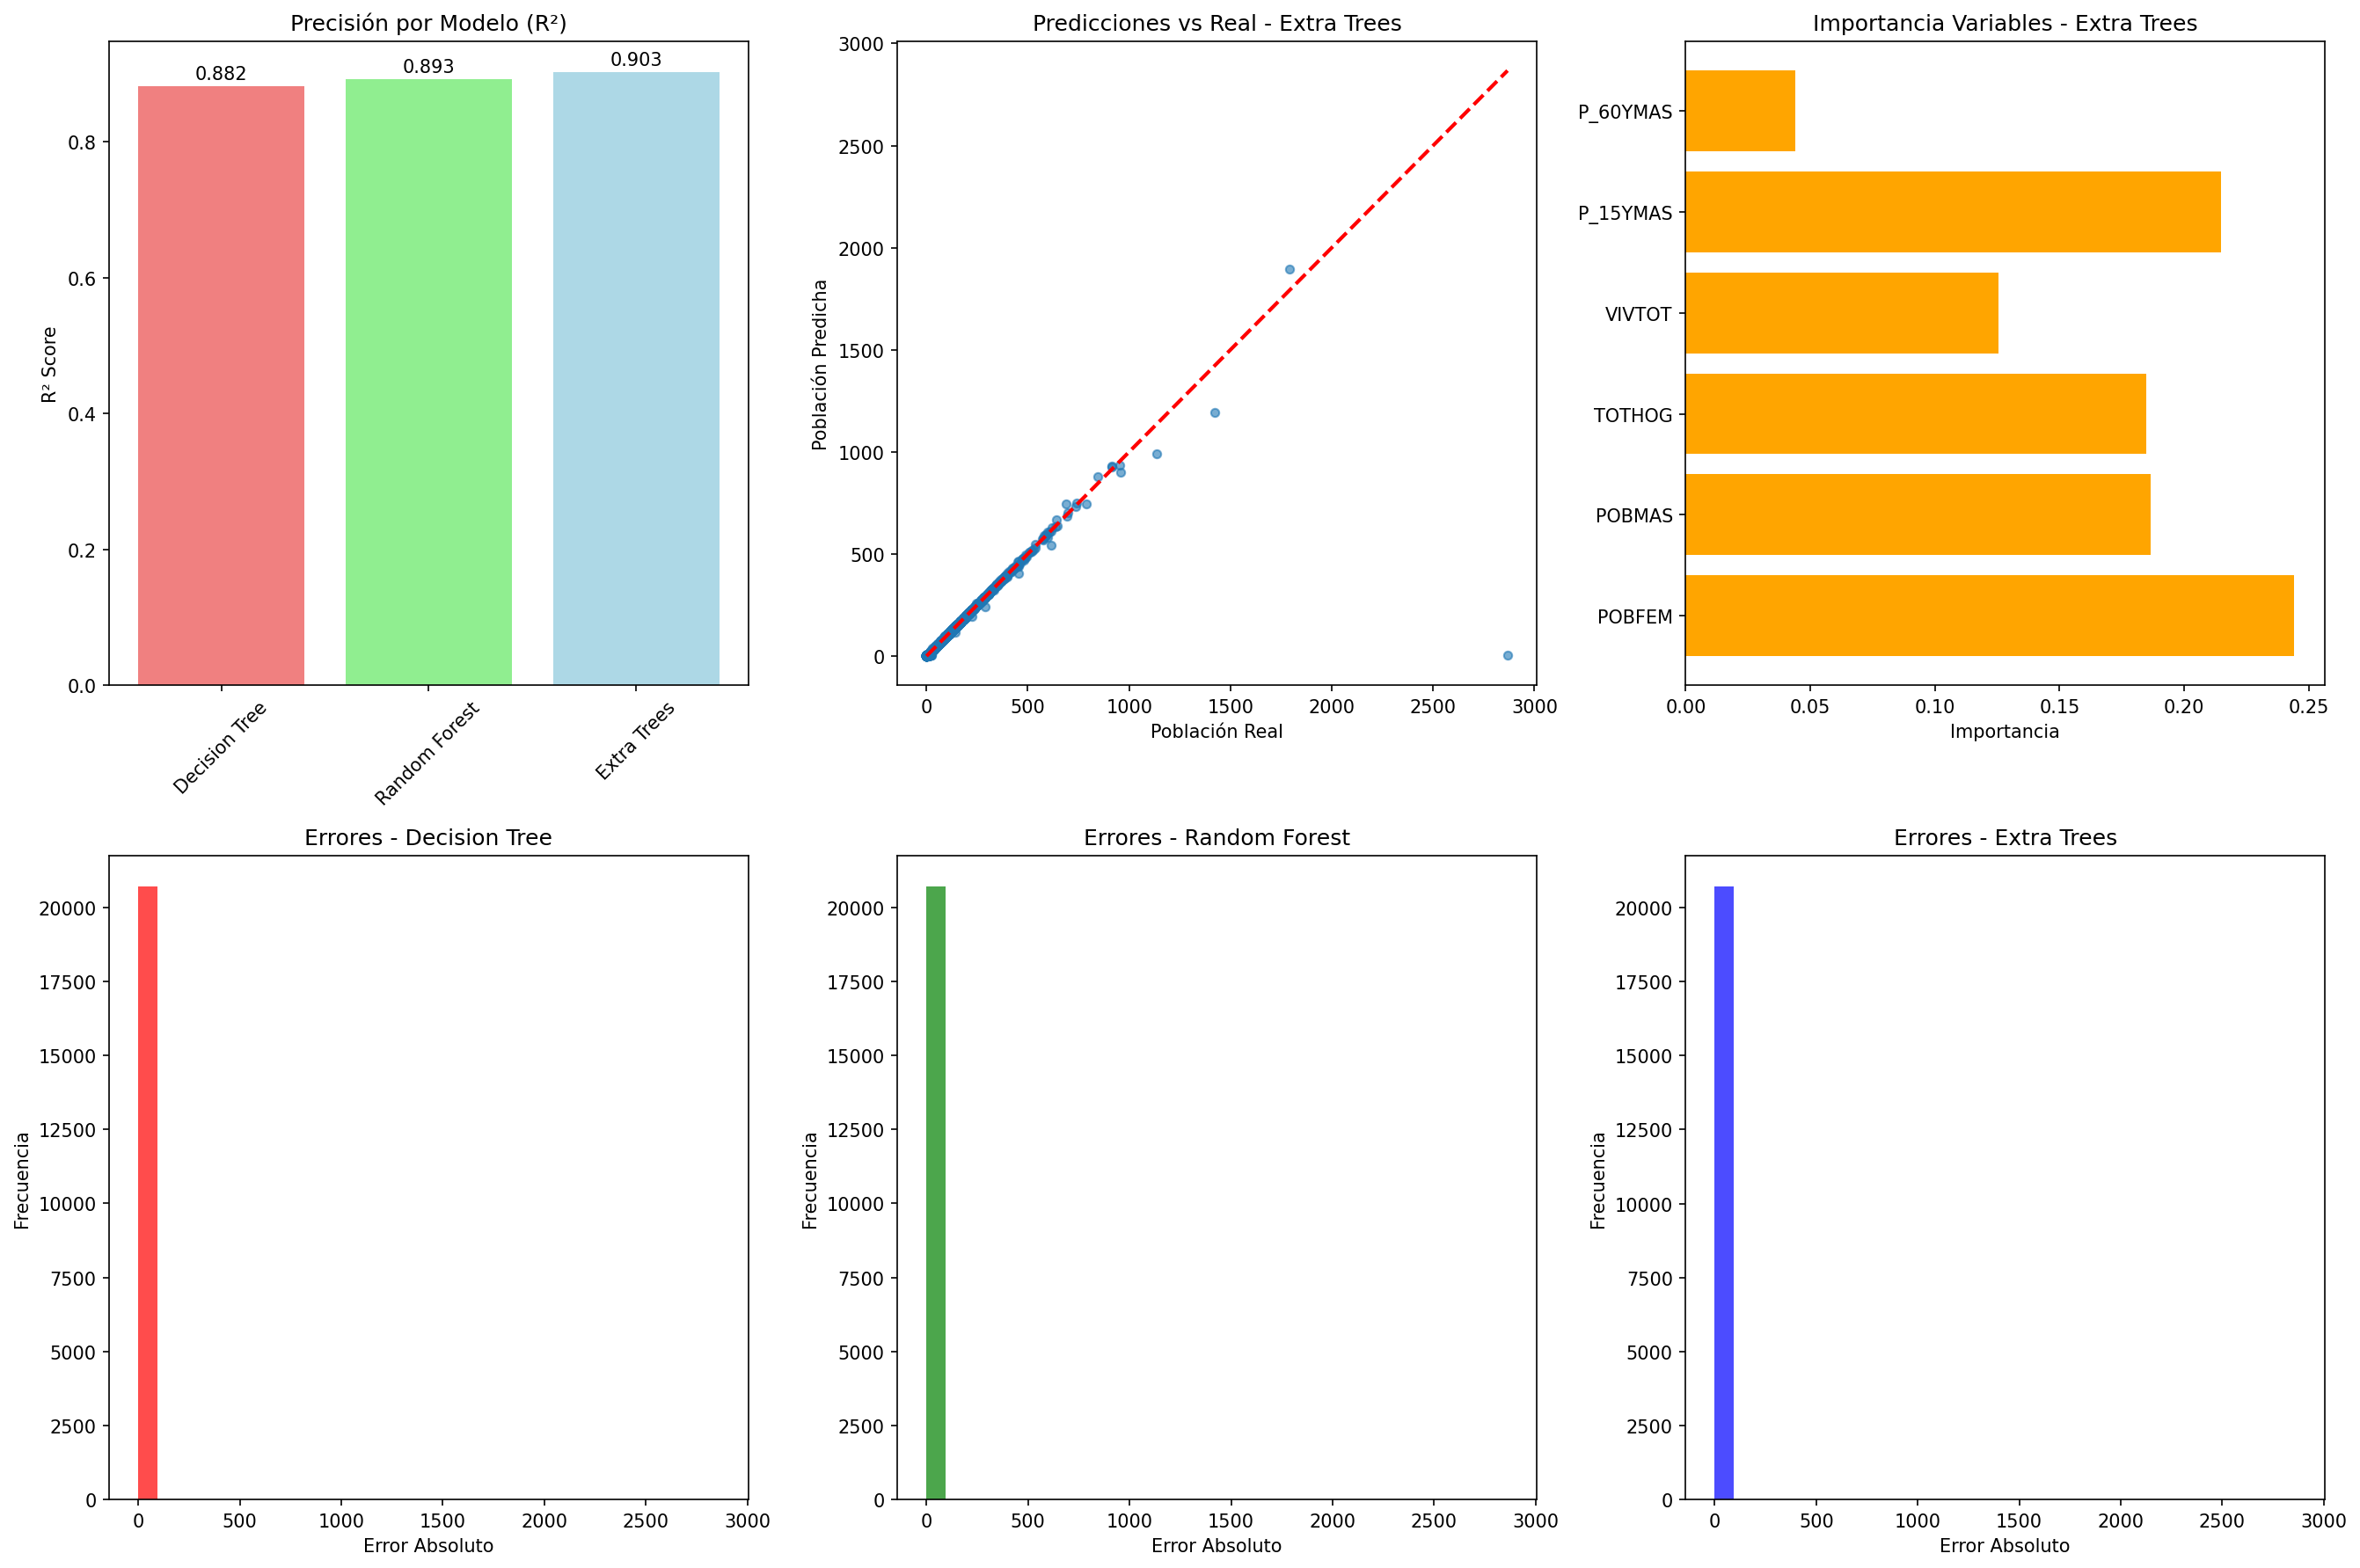 Precisión por Modelo (R²)
0.882
0.893
0.903
R² Score
0.8
0.6
0.4
0.2
0.0
Decision Tree
Random Forest
Extra Trees
Predicciones vs Real - Extra Trees
Población Predicha
3000
2500
2000
1500
1000
500
0
0 500 1000 1500 2000 2500 3000
Población Real
Importancia Variables - Extra Trees
P_60YMAS
P_15YMAS
VIVTOT
TOTHOG
POBMAS
POBFEM
0.00 0.05 0.10 0.15 0.20 0.25
Importancia
Errores - Decision Tree
Frecuencia
20000
17500
15000
12500
10000
7500
5000
2500
0
0 500 1000 1500 2000 2500 3000
Error Absoluto
Errores - Random Forest
Frecuencia
20000
17500
15000
12500
10000
7500
5000
2500
0
0 500 1000 1500 2000 2500 3000
Error Absoluto
Errores - Extra Trees
Frecuencia
20000
17500
15000
12500
10000
7500
5000
2500
0
0 500 1000 1500 2000 2500 3000
Error Absoluto